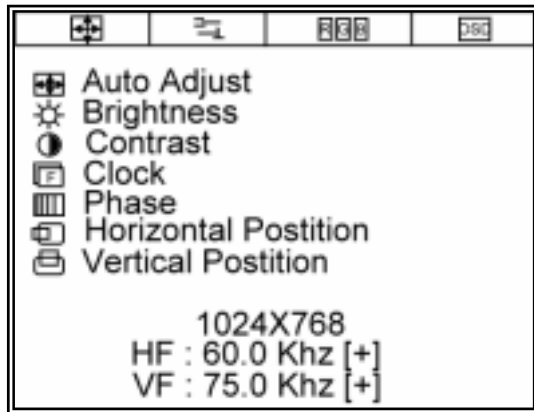 RGB OSD
Auto Adjust
Brightness
Contrast
F Clock
Phase
Horizontal Postition
Vertical Postition
1024X768
HF : 60.0 Khz [+]
VF : 75.0 Khz [+]